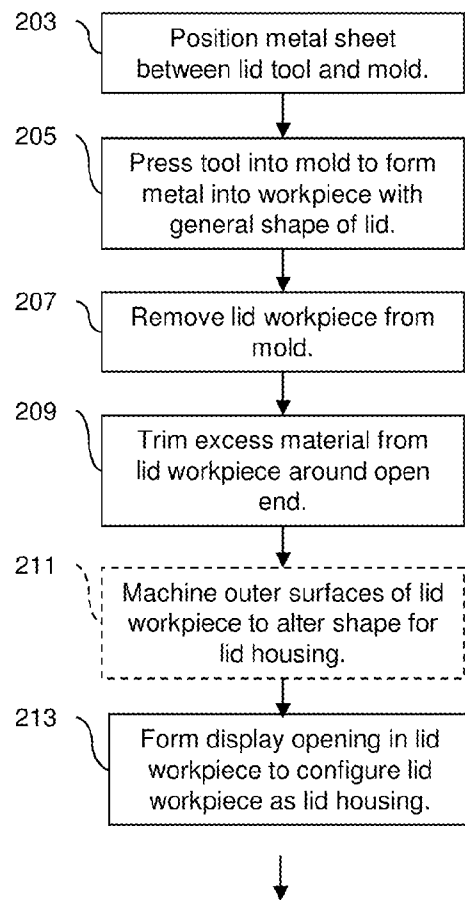 203
Position metal sheet
between lid tool and mold.
205
Press tool into mold to form
metal into workpiece with
general shape of lid.
207
Remove lid workpiece from
mold.
209
Trim excess material from
lid workpiece around open
end.
211
Machine outer surfaces of lid
workpiece to alter shape for
lid housing.
213
Form display opening in lid
workpiece to configure lid
workpiece as lid housing.